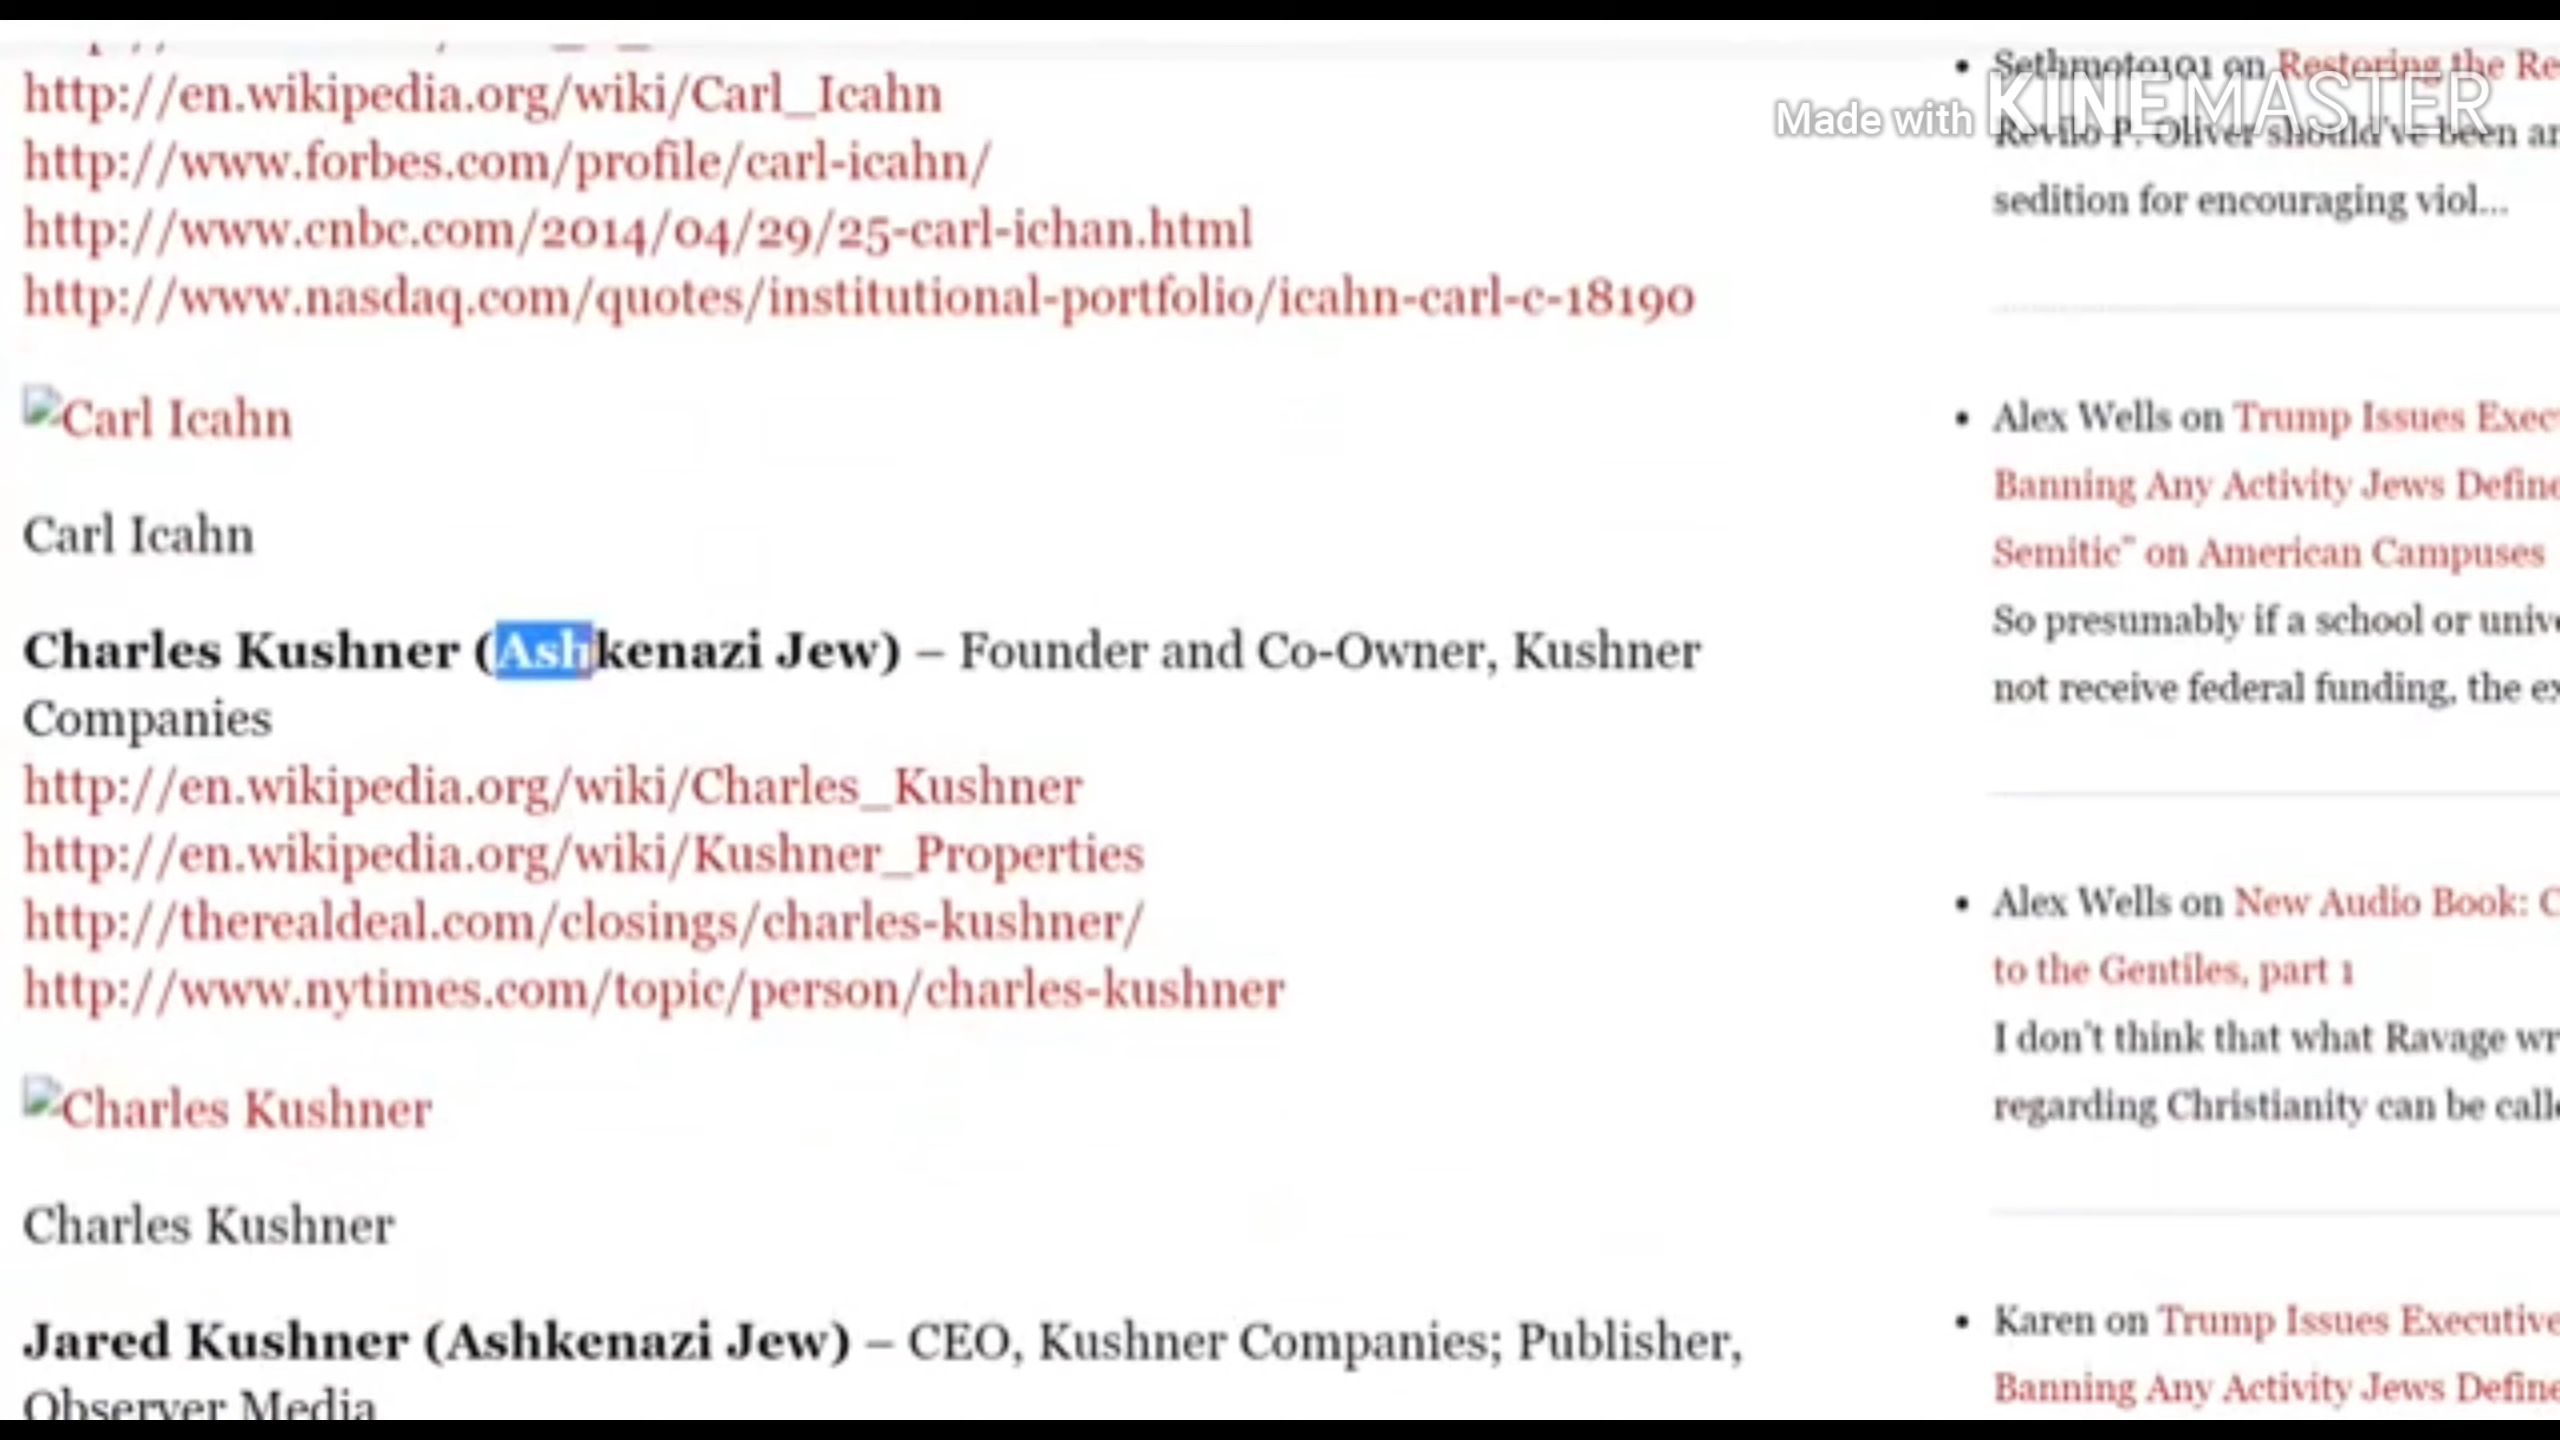 http://en.wikipedia.org/wiki/Carl_Icahn
http://www.forbes.com/profile/carl-icahn/
http://www.cnbc.com/2014/04/29/25-carl-ichan.html
http://www.nasdaq.com/quotes/institutional-portfolio/icahn-carl-c-18190
Carl Icahn
Carl Icahn
Charles Kushner (Ashkenazi Jew) – Founder and Co-Owner, Kushner
Companies
http://en.wikipedia.org/wiki/Charles_Kushner
http://en.wikipedia.org/wiki/Kushner_Properties
http://therealdeal.com/closings/charles-kushner/
http://www.nytimes.com/topic/person/charles-kushner
Charles Kushner
Charles Kushner
Jared Kushner (Ashkenazi Jew) – CEO, Kushner Companies; Publisher,
Observer Media
Made with KINEMASTER
• Sethmoto101 on Restoring the
Revilo P. Oliver should've been
sedition for encouraging viol...
• Alex Wells on Trump Issues
Banning Any Activity Jews
Semitic" on American Campuses
So presumably if a school or
not receive federal funding, the
• Alex Wells on New Audio Book:
to the Gentiles, part 1
I don't think that what Ravage
regarding Christianity can be
• Karen on Trump Issues Executive
Banning Any Activity Jews